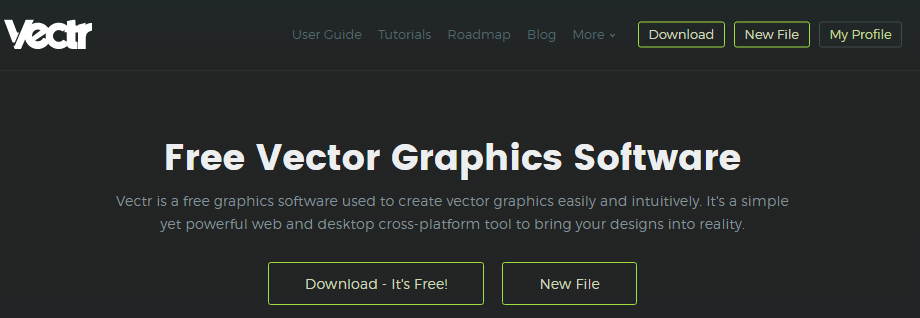 Vectr
User Guide Tutorials Roadmap Blog More Download New File My Profile
Free Vector Graphics Software
Vectr is a free graphics software used to create vector graphics easily and intuitively. It's a simple
yet powerful web and desktop cross-platform tool to bring your designs into reality.
Download - It's Free! New File